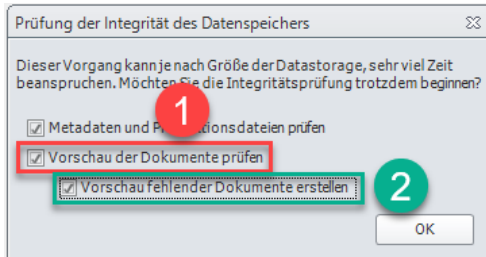 Prüfung der Integrität des Datenspeichers
Dieser Vorgang kann je nach Größe der Datastorage, sehr viel Zeit
beanspruchen. Möchten Sie die Integritätsprüfung trotzdem beginnen?
1
Metadaten und prüfen
Vorschau der Dokumente prüfen
Vorschau fehlender Dokumente erstellen
2
OK